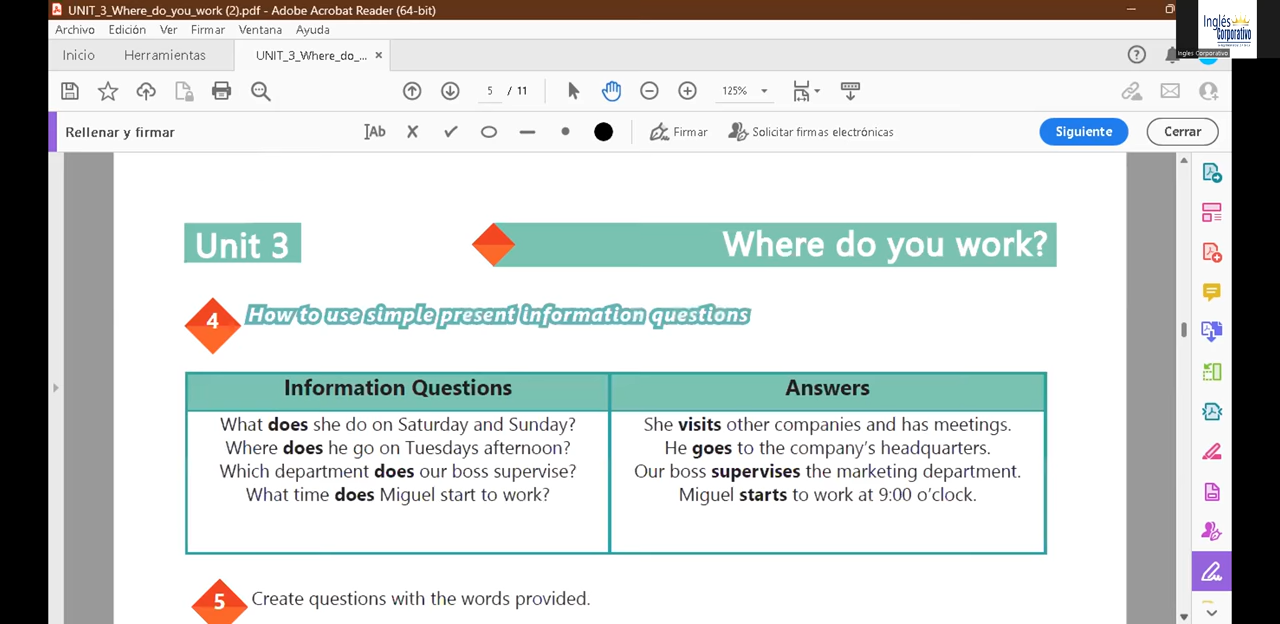 UNIT_3_Where_do_you_work (2).pdf - Adobe Acrobat Reader (64-bit)
Archivo Edición Ver Firmar Ventana Ayuda
Inglés
Corporativo
Ingles Corporativo
Inicio Herramientas UNIT_3_Where_do_... ×
5 / 11 125%
Rellenar y firmar
IAb Firmar Solicitar firmas electrónicas Siguiente Cerrar
Unit 3 Where do you work?
4 How to use simple present information questions
Information Questions Answers
What does she do on Saturday and Sunday? She visits other companies and has meetings.
Where does he go on Tuesdays afternoon? He goes to the company's headquarters.
Which department does our boss supervise? Our boss supervises the marketing department.
What time does Miguel start to work? Miguel starts to work at 9:00 o'clock.
5 Create questions with the words provided.